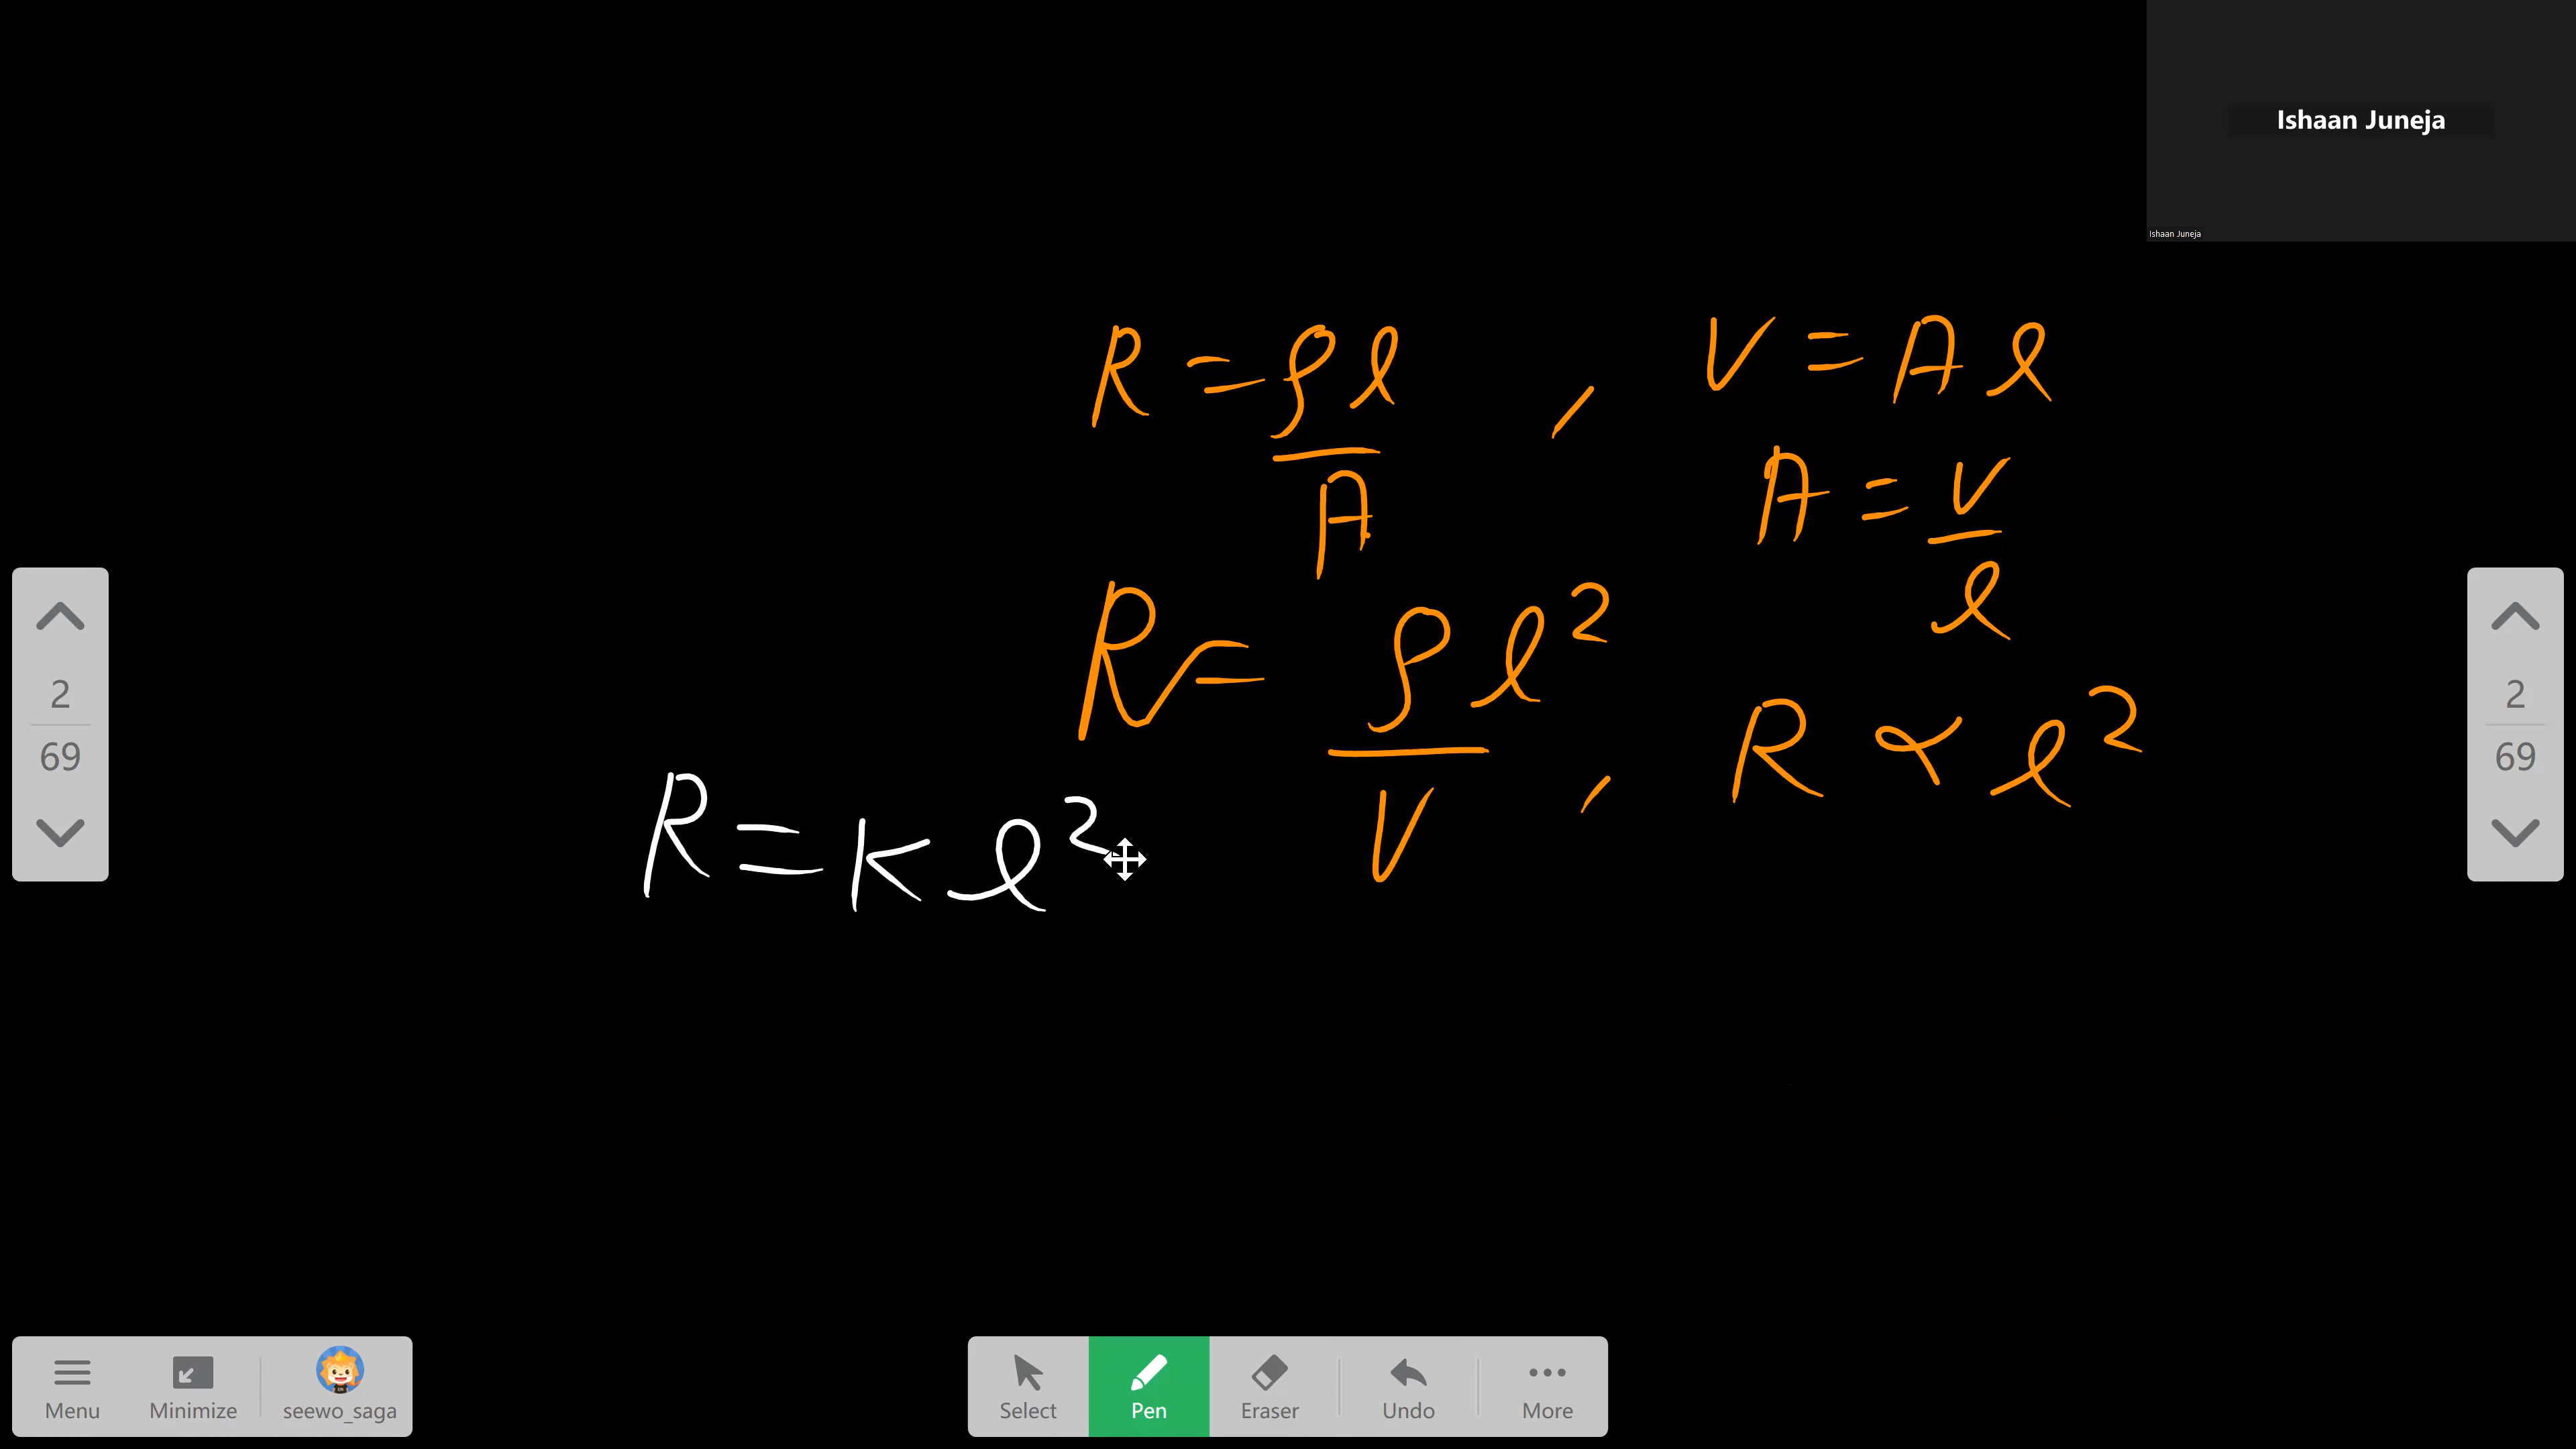 Ishaan Juneja
Ishaan Juneja
R = ρl/A , V = Al
A = V/l
R = ρl²/V , R ∝ l²
R = Kl²
2
69
2
69
Menu Minimize seewo_saga Select Pen Eraser Undo More